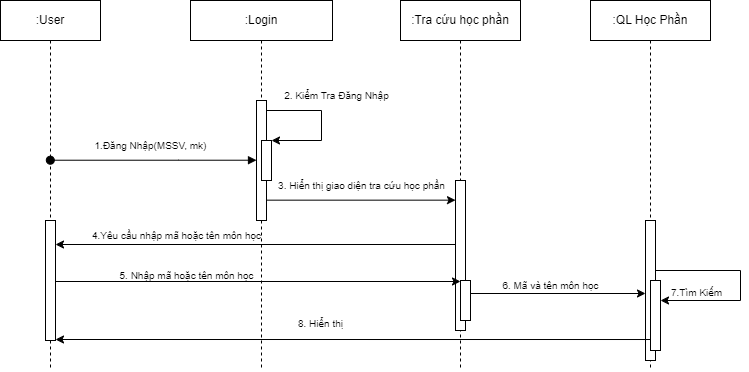 :User
:Login
:Tra cứu học phần
:QL Học Phần
2. Kiểm Tra Đăng Nhập
1.Đăng Nhập(MSSV, mk)
3. Hiển thị giao diện tra cứu học phần
4.Yêu cầu nhập mã hoặc tên môn học
5. Nhập mã hoặc tên môn học
6. Mã và tên môn học
7.Tìm Kiếm
8. Hiển thị